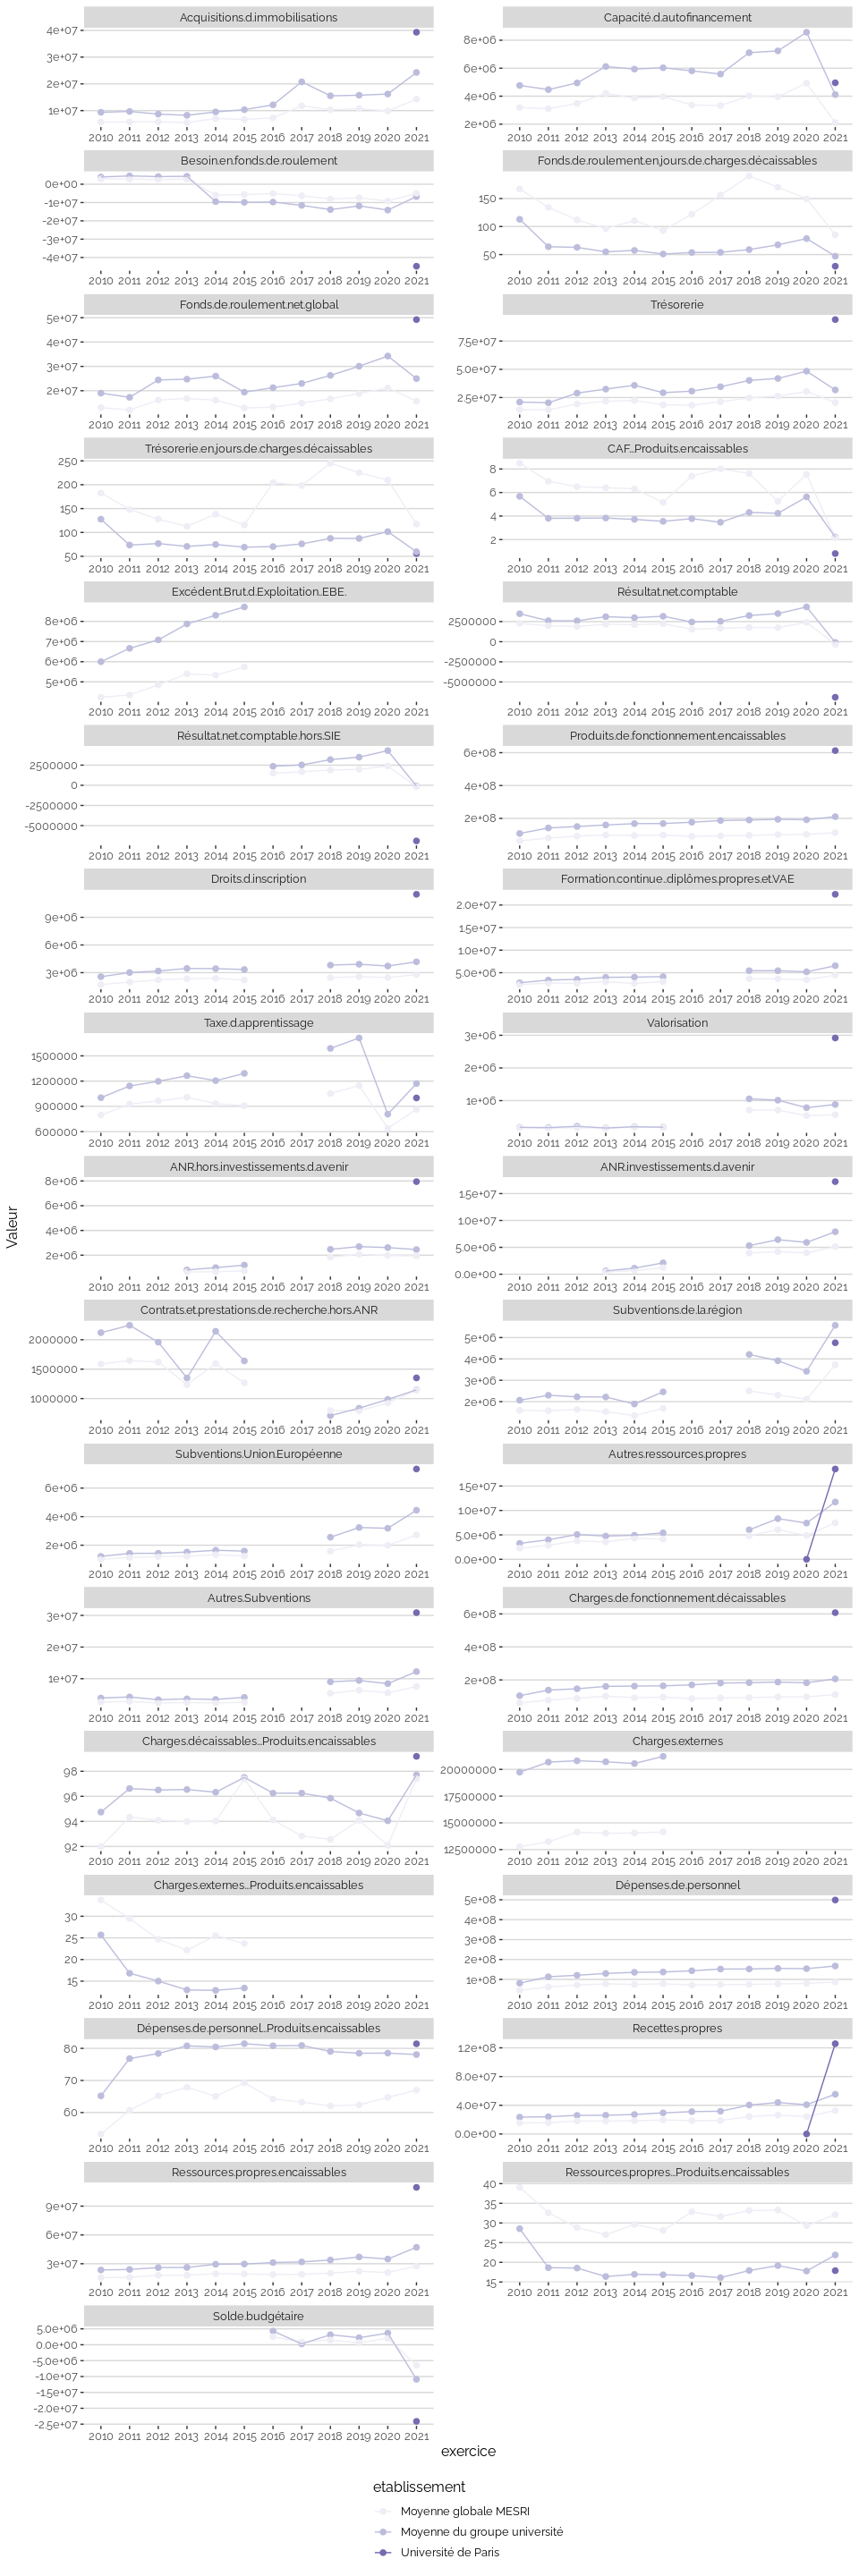 Acquisitions.d.immobilisations
4e+07
3e+07
2e+07
1e+07
2010 2011 2012 2013 2014 2015 2016 2017 2018 2019 2020 2021
Capacité.d.autofinancement
8e+06
6e+06
4e+06
2e+06
2010 2011 2012 2013 2014 2015 2016 2017 2018 2019 2020 2021
Besoin.en.fonds.de.roulement
0e+00
-1e+07
-2e+07
-3e+07
-4e+07
2010 2011 2012 2013 2014 2015 2016 2017 2018 2019 2020 2021
Fonds.de.roulement.en.jours.de.charges.décaissables
150
100
50
2010 2011 2012 2013 2014 2015 2016 2017 2018 2019 2020 2021
Fonds.de.roulement.net.global
5e+07
4e+07
3e+07
2e+07
2010 2011 2012 2013 2014 2015 2016 2017 2018 2019 2020 2021
Trésorerie
7.5e+07
5.0e+07
2.5e+07
2010 2011 2012 2013 2014 2015 2016 2017 2018 2019 2020 2021
Trésorerie.en.jours.de.charges.décaissables
250
200
150
100
50
2010 2011 2012 2013 2014 2015 2016 2017 2018 2019 2020 2021
CAF...Produits.encaissables
8
6
4
2
2010 2011 2012 2013 2014 2015 2016 2017 2018 2019 2020 2021
Excédent.Brut.d.Exploitation..EBE.
8e+06
7e+06
6e+06
5e+06
2010 2011 2012 2013 2014 2015 2016 2017 2018 2019 2020 2021
Résultat.net.comptable
2500000
0
-2500000
-5000000
2010 2011 2012 2013 2014 2015 2016 2017 2018 2019 2020 2021
Résultat.net.comptable.hors.SIE
2500000
0
-2500000
-5000000
2010 2011 2012 2013 2014 2015 2016 2017 2018 2019 2020 2021
Produits.de.fonctionnement.encaissables
6e+08
4e+08
2e+08
2010 2011 2012 2013 2014 2015 2016 2017 2018 2019 2020 2021
Droits.d.inscription
9e+06
6e+06
3e+06
2010 2011 2012 2013 2014 2015 2016 2017 2018 2019 2020 2021
Formation.continue..diplômes.propres.et.VAE
2.0e+07
1.5e+07
1.0e+07
5.0e+06
2010 2011 2012 2013 2014 2015 2016 2017 2018 2019 2020 2021
Taxe.d.apprentissage
1500000
1200000
900000
600000
2010 2011 2012 2013 2014 2015 2016 2017 2018 2019 2020 2021
Valorisation
3e+06
2e+06
1e+06
2010 2011 2012 2013 2014 2015 2016 2017 2018 2019 2020 2021
ANR.hors.investissements.d.avenir
8e+06
6e+06
4e+06
2e+06
2010 2011 2012 2013 2014 2015 2016 2017 2018 2019 2020 2021
ANR.investissements.d.avenir
1.5e+07
1.0e+07
5.0e+06
0.0e+00
2010 2011 2012 2013 2014 2015 2016 2017 2018 2019 2020 2021
Contrats.et.prestations.de.recherche.hors.ANR
2000000
1500000
1000000
2010 2011 2012 2013 2014 2015 2016 2017 2018 2019 2020 2021
Subventions.de.la.région
5e+06
4e+06
3e+06
2e+06
2010 2011 2012 2013 2014 2015 2016 2017 2018 2019 2020 2021
Subventions.Union.Européenne
6e+06
4e+06
2e+06
2010 2011 2012 2013 2014 2015 2016 2017 2018 2019 2020 2021
Autres.ressources.propres
1.5e+07
1.0e+07
5.0e+06
0.0e+00
2010 2011 2012 2013 2014 2015 2016 2017 2018 2019 2020 2021
Autres.Subventions
3e+07
2e+07
1e+07
2010 2011 2012 2013 2014 2015 2016 2017 2018 2019 2020 2021
Charges.de.fonctionnement.décaissables
6e+08
4e+08
2e+08
2010 2011 2012 2013 2014 2015 2016 2017 2018 2019 2020 2021
Charges.décaissables...Produits.encaissables
98
96
94
92
2010 2011 2012 2013 2014 2015 2016 2017 2018 2019 2020 2021
Charges.externes
20000000
17500000
15000000
12500000
2010 2011 2012 2013 2014 2015 2016 2017 2018 2019 2020 2021
Charges.externes...Produits.encaissables
30
25
20
15
2010 2011 2012 2013 2014 2015 2016 2017 2018 2019 2020 2021
Dépenses.de.personnel
5e+08
4e+08
3e+08
2e+08
1e+08
2010 2011 2012 2013 2014 2015 2016 2017 2018 2019 2020 2021
Dépenses.de.personnel...Produits.encaissables
80
70
60
2010 2011 2012 2013 2014 2015 2016 2017 2018 2019 2020 2021
Recettes.propres
1.2e+08
8.0e+07
4.0e+07
0.0e+00
2010 2011 2012 2013 2014 2015 2016 2017 2018 2019 2020 2021
Ressources.propres.encaissables
9e+07
6e+07
3e+07
2010 2011 2012 2013 2014 2015 2016 2017 2018 2019 2020 2021
Ressources.propres...Produits.encaissables
40
35
30
25
20
15
2010 2011 2012 2013 2014 2015 2016 2017 2018 2019 2020 2021
Solde.budgétaire
5.0e+06
0.0e+00
-5.0e+06
-1.0e+07
-1.5e+07
-2.0e+07
-2.5e+07
2010 2011 2012 2013 2014 2015 2016 2017 2018 2019 2020 2021
Valeur
exercice
etablissement
Moyenne globale MESRI
Moyenne du groupe université
Université de Paris